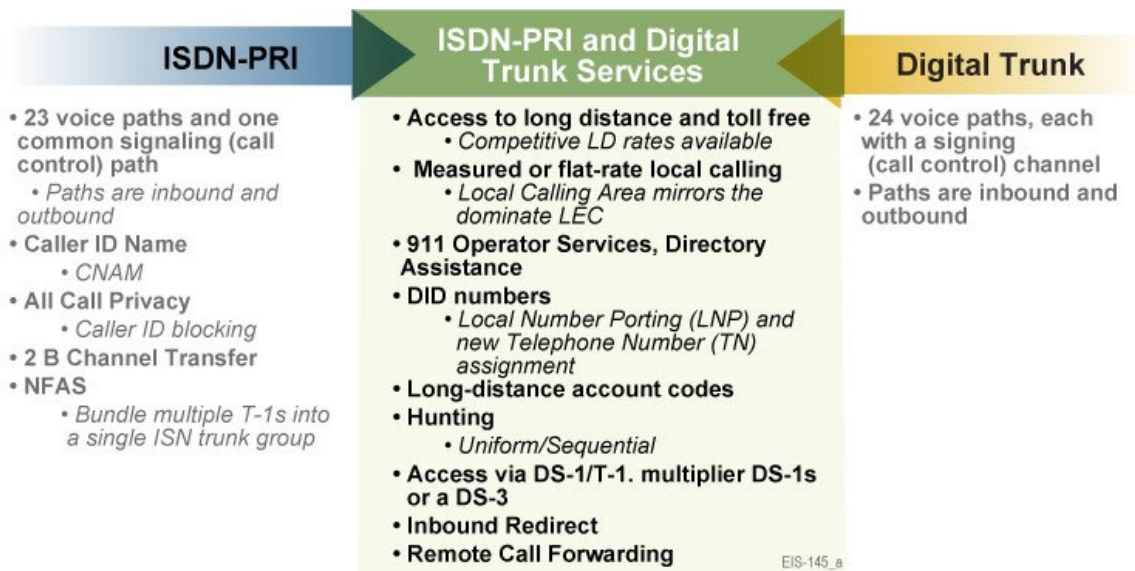 ISDN-PRI
• 23 voice paths and one
common signaling (call
control) path
• Paths are inbound and
outbound
• Caller ID Name
• CNAM
• All Call Privacy
• Caller ID blocking
• 2 B Channel Transfer
• NFAS
• Bundle multiple T-1s into
a single ISN trunk group
ISDN-PRI and Digital
Trunk Services
• Access to long distance and toll free
• Competitive LD rates available
• Measured or flat-rate local calling
• Local Calling Area mirrors the
dominate LEC
• 911 Operator Services, Directory
Assistance
• DID numbers
• Local Number Porting (LNP) and
new Telephone Number (TN)
assignment
• Long-distance account codes
• Hunting
• Uniform/Sequential
• Access via DS-1/T-1. multiplier DS-1s
or a DS-3
• Inbound Redirect
• Remote Call Forwarding
EIS-145_a
Digital Trunk
• 24 voice paths, each
with a signing
(call control) channel
• Paths are inbound and
outbound